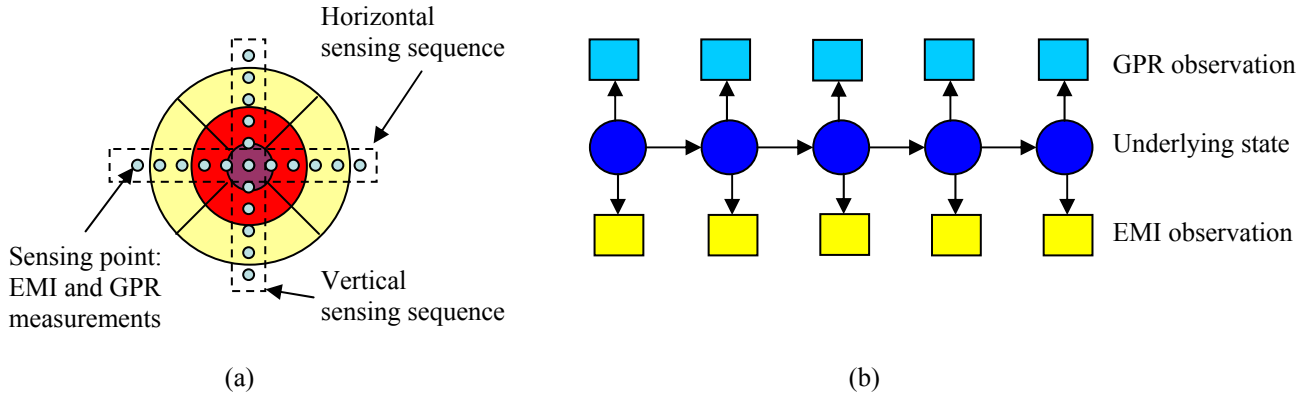 Horizontal
sensing sequence
Sensing point:
EMI and GPR
measurements
Vertical
sensing sequence
(a)
GPR observation
Underlying state
EMI observation
(b)